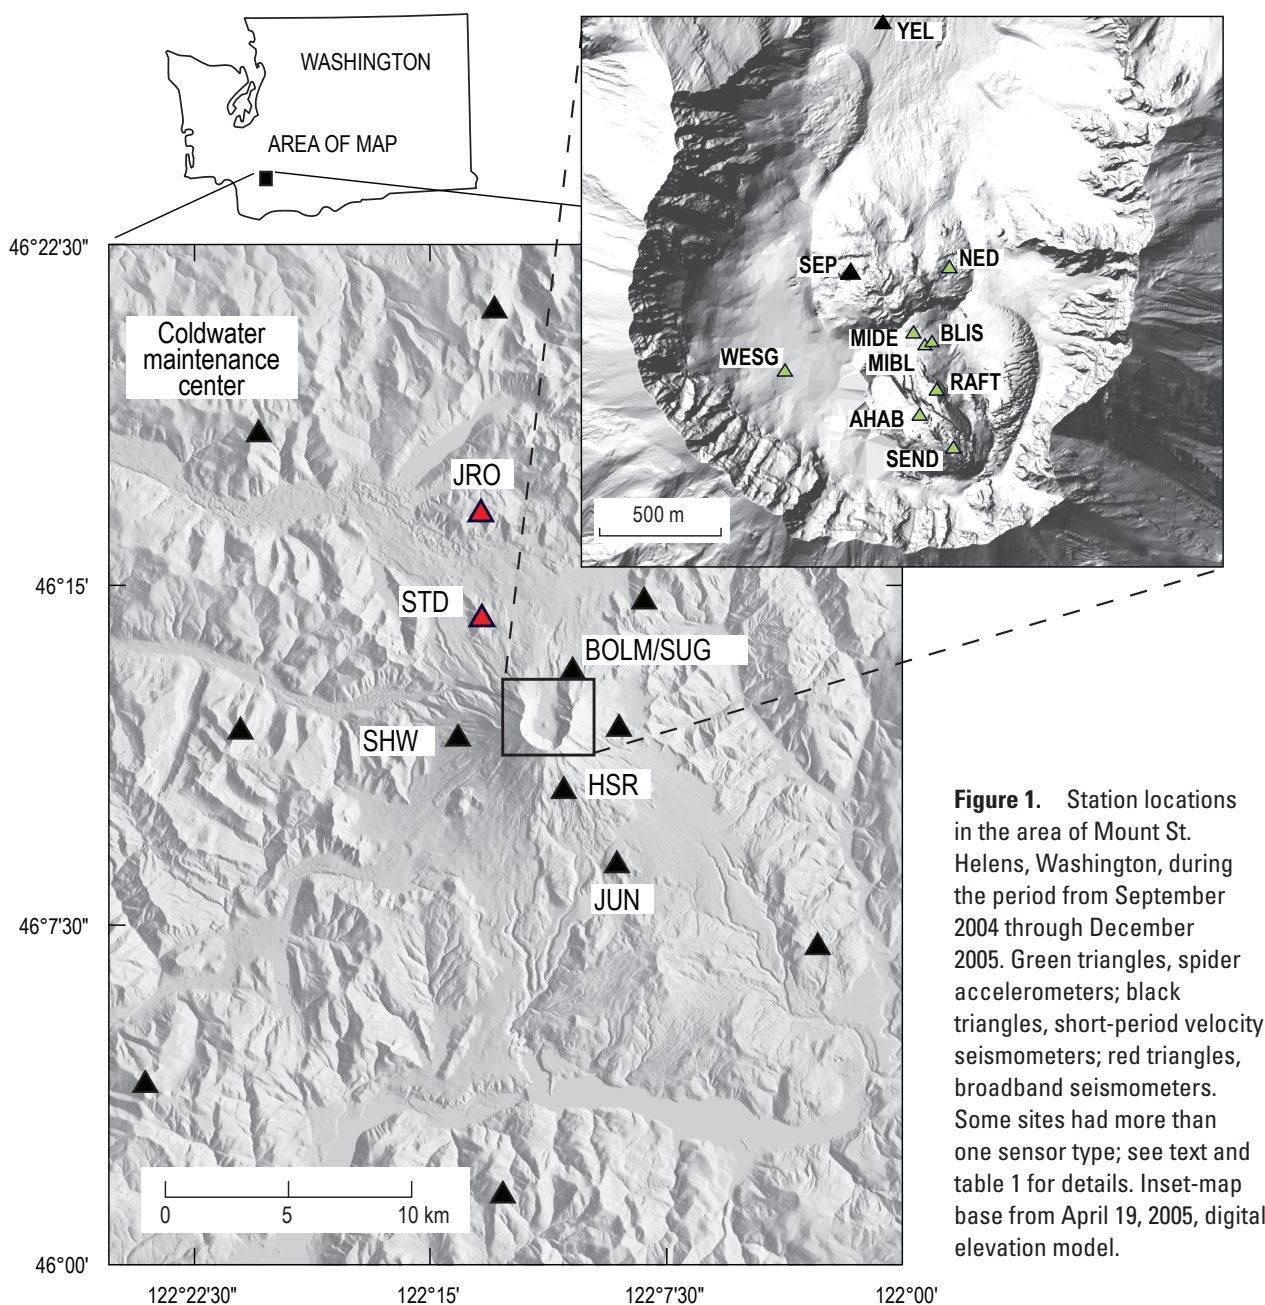 WASHINGTON
AREA OF MAP
YEL
SEP
NED
MIDE
BLIS
MIBL
WESG
RAFT
AHAB
SEND
500 m
46°22'30"
Coldwater
maintenance
center
JRO
46°15'
STD
BOLM/SUG
SHW
HSR
JUN
46°7'30"
0 5 10 km
46°00'
122°22'30" 122°15' 122°7'30" 122°00'
Figure 1. Station locations
in the area of Mount St.
Helens, Washington, during
the period from September
2004 through December
2005. Green triangles, spider
accelerometers; black
triangles, short-period velocity
seismometers; red triangles,
broadband seismometers.
Some sites had more than
one sensor type; see text and
table 1 for details. Inset-map
base from April 19, 2005, digital
elevation model.